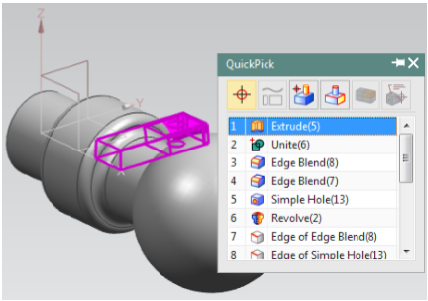 Z
Y
QuickPick
1 Extrude(5)
2 Unite(6)
3 Edge Blend(8)
4 Edge Blend(7)
5 Simple Hole(13)
6 Revolve(2)
7 Edge of Edge Blend(8)
8 Edge of Simple Hole(13)